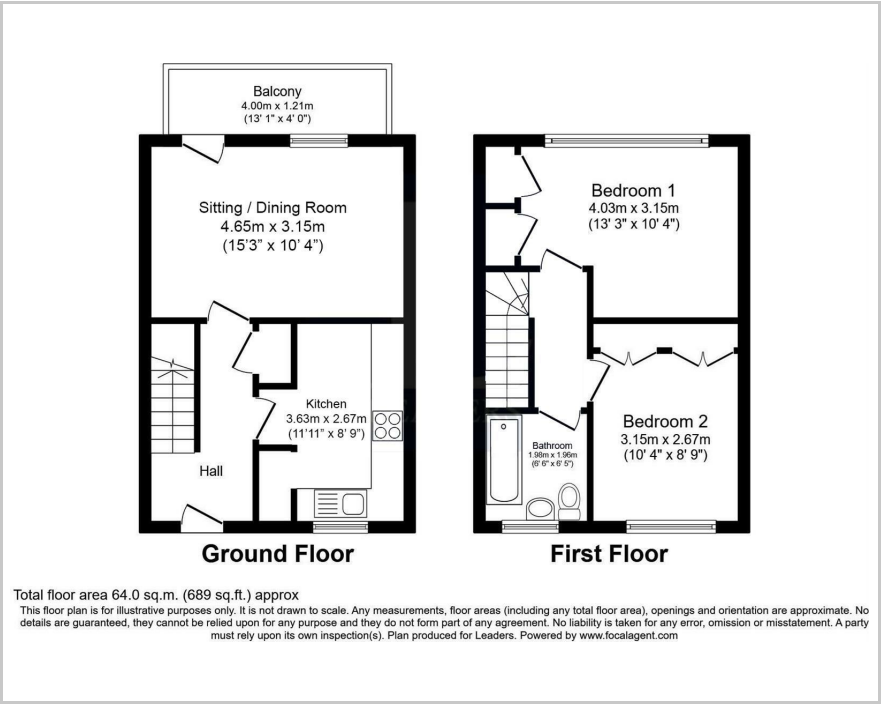 Balcony
4.00m x 1.21m
(13' 1" x 4' 0")
Sitting / Dining Room
4.65m x 3.15m
(15'3" x 10' 4")
Kitchen
3.63m x 2.67m
(11'11" x 8' 9")
Hall
Ground Floor
Bedroom 1
4.03m x 3.15m
(13' 3" x 10' 4")
Bedroom 2
3.15m x 2.67m
(10' 4" x 8' 9")
Bathroom
1.98m x 1.96m
(6' 6" x 6' 5")
First Floor
Total floor area 64.0 sq.m. (689 sq.ft.) approx
This floor plan is for illustrative purposes only. It is not drawn to scale. Any measurements, floor areas (including any total floor area), openings and orientation are approximate. No
details are guaranteed, they cannot be relied upon for any purpose and they do not form part of any agreement. No liability is taken for any error, omission or misstatement. A party
must rely upon its own inspection(s). Plan produced for Leaders. Powered by www.focalagent.com